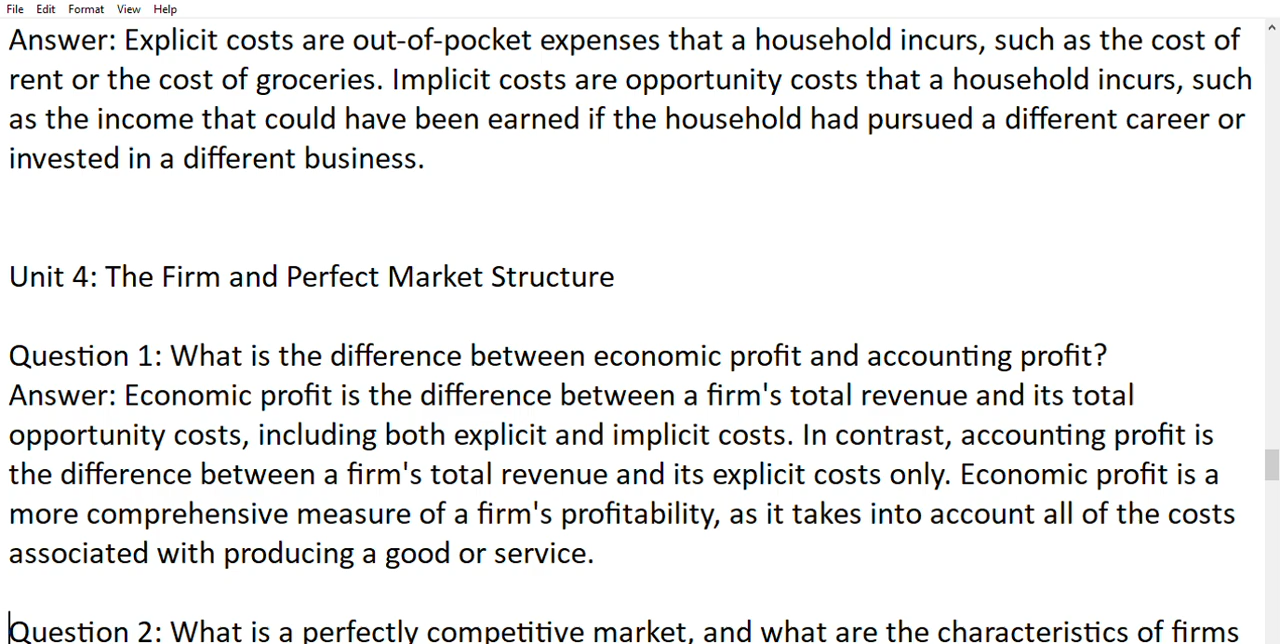 File Edit Format View Help
Answer: Explicit costs are out-of-pocket expenses that a household incurs, such as the cost of
rent or the cost of groceries. Implicit costs are opportunity costs that a household incurs, such
as the income that could have been earned if the household had pursued a different career or
invested in a different business.
Unit 4: The Firm and Perfect Market Structure
Question 1: What is the difference between economic profit and accounting profit?
Answer: Economic profit is the difference between a firm's total revenue and its total
opportunity costs, including both explicit and implicit costs. In contrast, accounting profit is
the difference between a firm's total revenue and its explicit costs only. Economic profit is a
more comprehensive measure of a firm's profitability, as it takes into account all of the costs
associated with producing a good or service.
Question 2: What is a perfectly competitive market, and what are the characteristics of firms